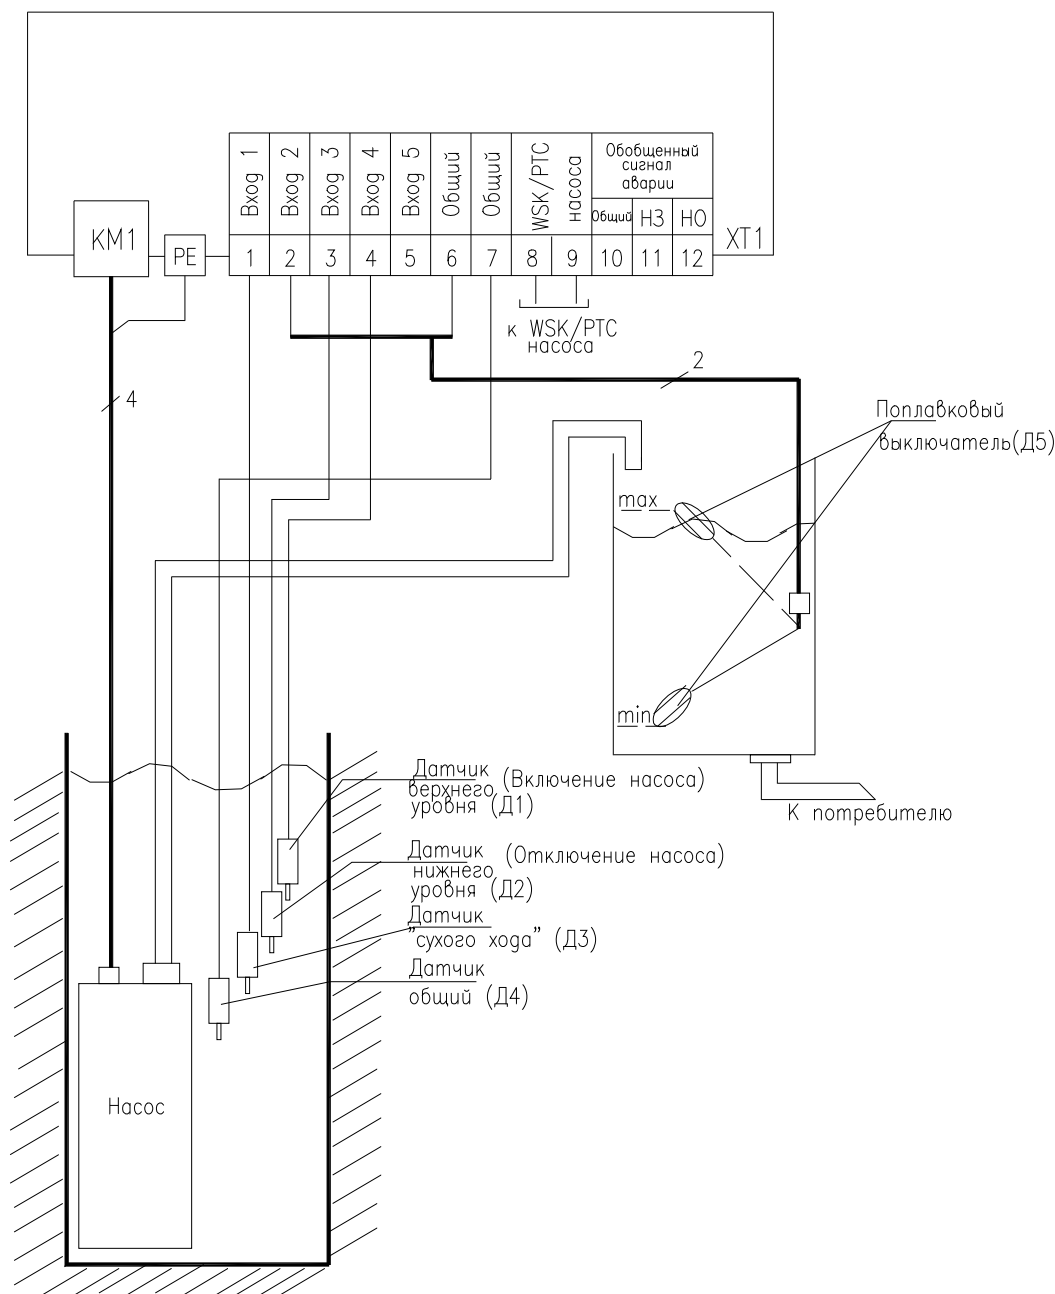 Вход 1
Вход 2
Вход 3
Вход 4
Вход 5
Общий
Общий
WSK/PTC
насоса
Обобщенный
сигнал
аварии
Общий
НЗ
НО
KM1
PE
1
2
3
4
5
6
7
8
9
10
11
12
XT1
к WSK/PTC
насоса
2
4
Поплавковый
выключатель(Д5)
max
min
Датчик
верхнего (Включение насоса)
уровня (Д1)
К потребителю
Датчик (Отключение насоса)
нижнего
уровня (Д2)
Датчик
"сухого хода" (Д3)
Датчик
общий (Д4)
Насос